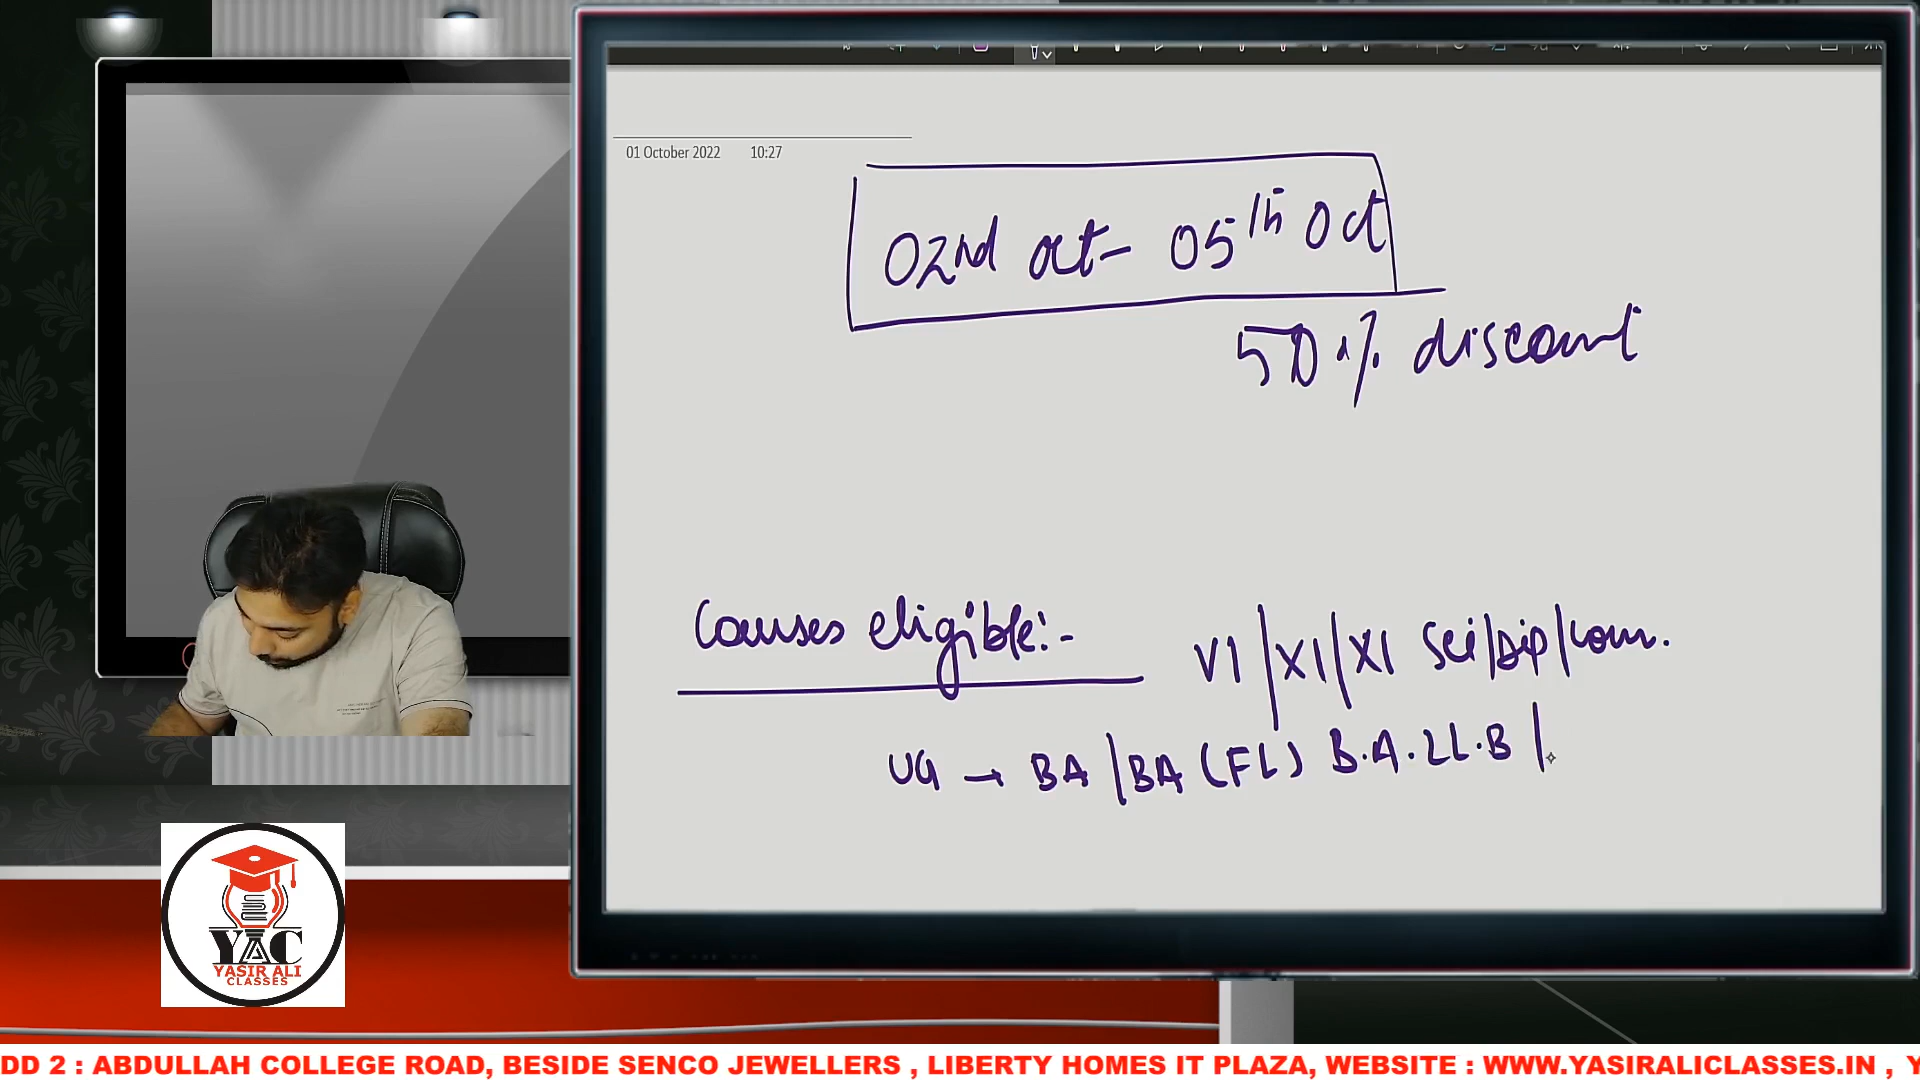 01 October 2022 10:27
02nd oct - 05th Oct
50% discount
Courses eligible:-
VI | XI | XI Sci/Dip/Com.
UG → BA | BA (FL) B.A.LL.B |
YAC
YASIR ALI
CLASSES
DD 2 : ABDULLAH COLLEGE ROAD, BESIDE SENCO JEWELLERS , LIBERTY HOMES IT PLAZA, WEBSITE : WWW.YASIRALICLASSES.IN , Y